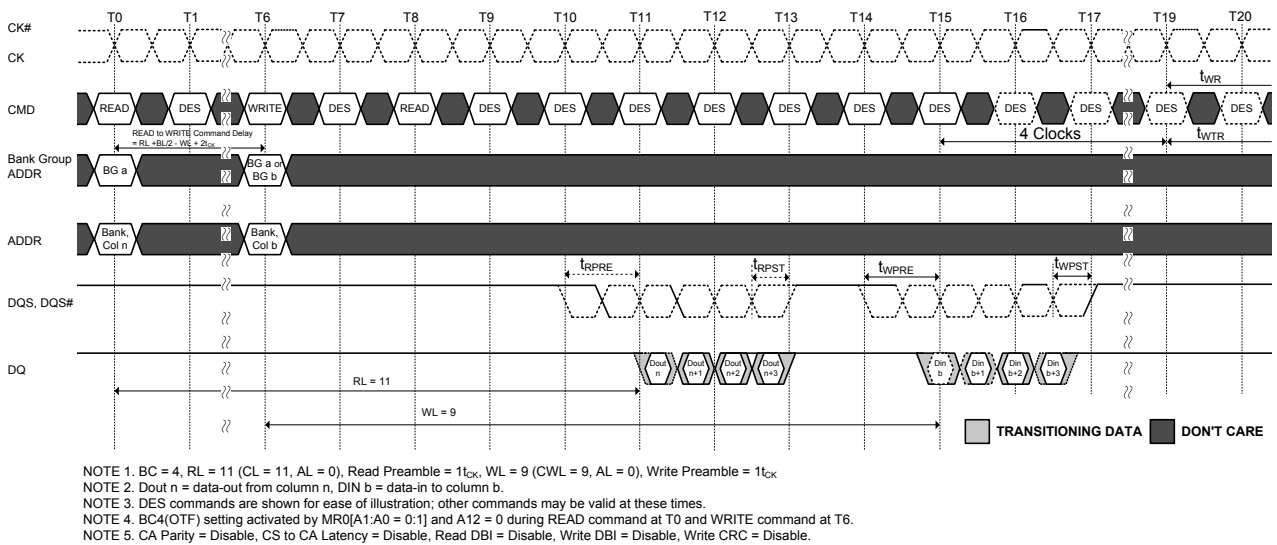 T0 T1 T6 T7 T8 T9 T10 T11 T12 T13 T14 T15 T16 T17 T19 T20
CK#
CK
tWR
CMD
READ DES WRITE DES READ DES DES DES DES DES DES DES DES DES DES DES
READ to WRITE Command Delay
= RL +BL/2 - WL + 2tCK
4 Clocks
tWTR
Bank Group
ADDR
BG a
BG a or
BG b
ADDR
Bank,
Col n
Bank,
Col b
tRPRE tRPST tWPRE tWPST
DQS, DQS#
DQ
Dout
n
Dout
n+1
Dout
n+2
Dout
n+3
Din
b
Din
b+1
Din
b+2
Din
b+3
RL = 11
WL = 9
TRANSITIONING DATA DON'T CARE
NOTE 1. BC = 4, RL = 11 (CL = 11, AL = 0), Read Preamble = 1tCK, WL = 9 (CWL = 9, AL = 0), Write Preamble = 1tCK
NOTE 2. Dout n = data-out from column n, DIN b = data-in to column b.
NOTE 3. DES commands are shown for ease of illustration; other commands may be valid at these times.
NOTE 4. BC4(OTF) setting activated by MR0[A1:A0 = 0:1] and A12 = 0 during READ command at T0 and WRITE command at T6.
NOTE 5. CA Parity = Disable, CS to CA Latency = Disable, Read DBI = Disable, Write DBI = Disable, Write CRC = Disable.